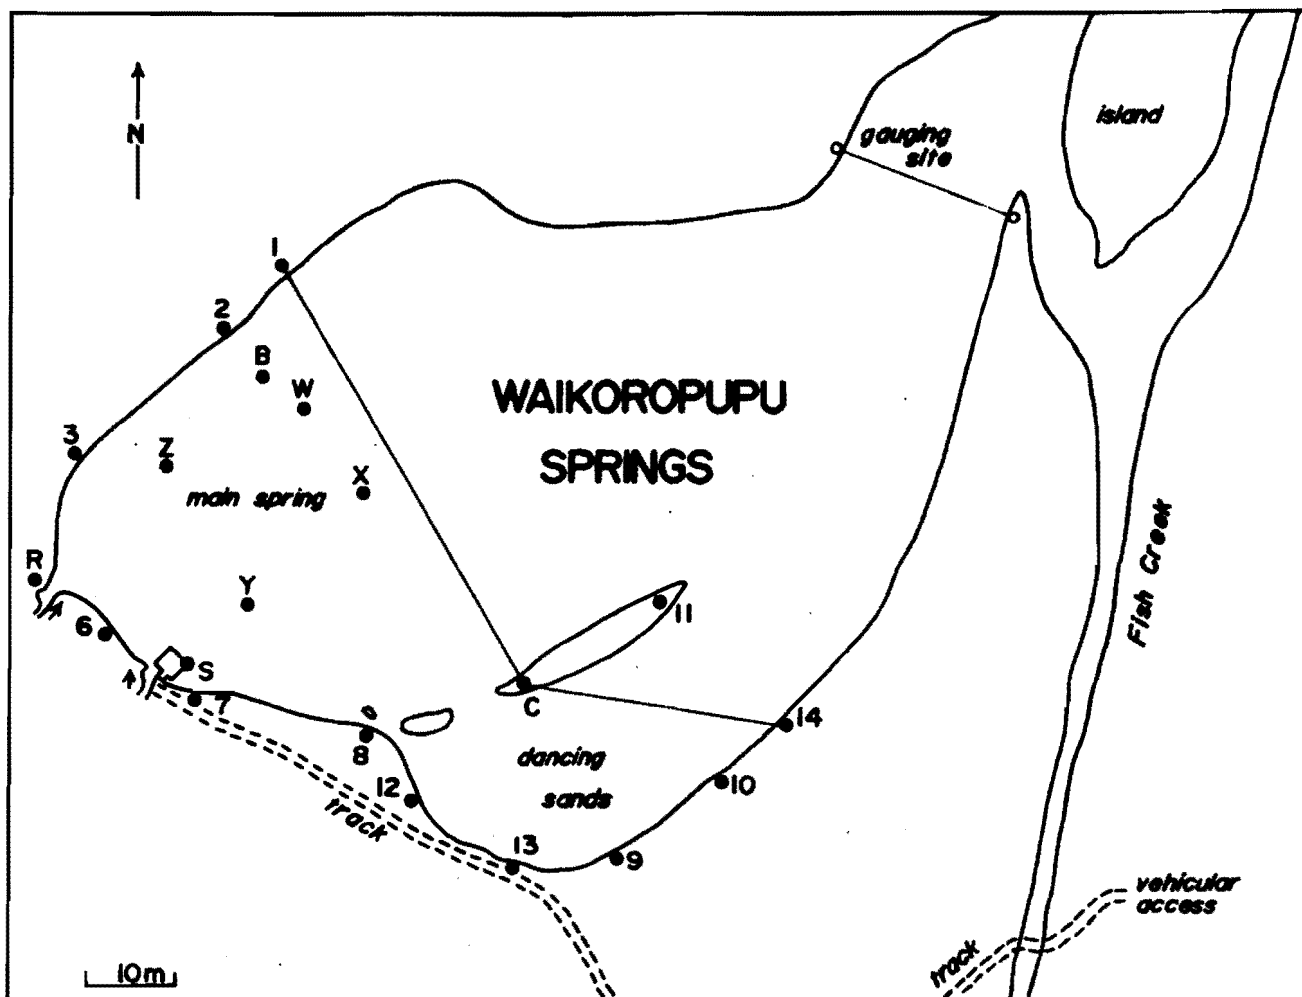 island
gauging
site
N
1
2
B
W
WAIKOROPUPU
SPRINGS
3
Z
X
main spring
R
Y
Fish Creek
6
11
S
C
7
14
8
dancing
sands
12
10
track
13
9
vehicular
access
track
10m